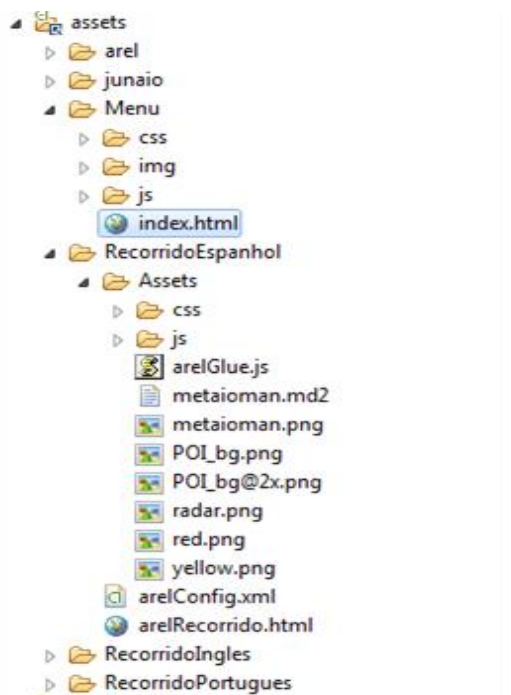 assets
arel
junaio
Menu
css
img
js
index.html
RecorridoEspanhol
Assets
css
js
arelGlue.js
metaioman.md2
metaioman.png
POI_bg.png
POI_bg@2x.png
radar.png
red.png
yellow.png
arelConfig.xml
arelRecorrido.html
RecorridoIngles
RecorridoPortugues